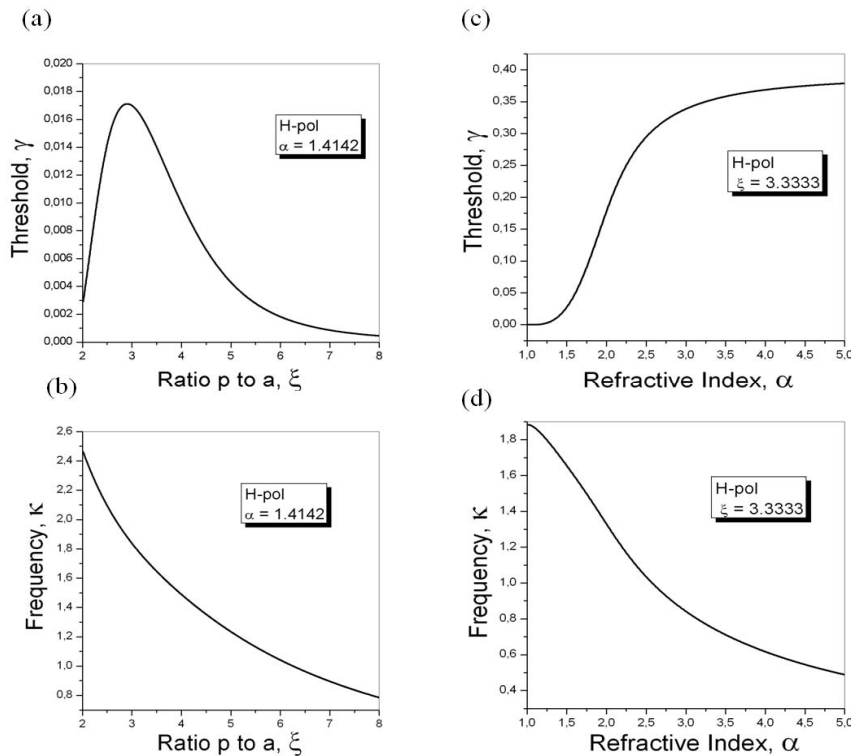 (a)
0,020
0,018
0,016
0,014
0,012
0,010
0,008
0,006
0,004
0,002
0,000
Threshold, γ
H-pol
α = 1.4142
2 3 4 5 6 7 8
Ratio p to a, ξ
(b)
2,6
2,4
2,2
2,0
1,8
1,6
1,4
1,2
1,0
0,8
Frequency, κ
H-pol
α = 1.4142
2 3 4 5 6 7 8
Ratio p to a, ξ
(c)
0,40
0,35
0,30
0,25
0,20
0,15
0,10
0,05
0,00
Threshold, γ
H-pol
ξ = 3.3333
1,0 1,5 2,0 2,5 3,0 3,5 4,0 4,5 5,0
Refractive Index, α
(d)
1,8
1,6
1,4
1,2
1,0
0,8
0,6
0,4
Frequency, κ
H-pol
ξ = 3.3333
1,0 1,5 2,0 2,5 3,0 3,5 4,0 4,5 5,0
Refractive Index, α